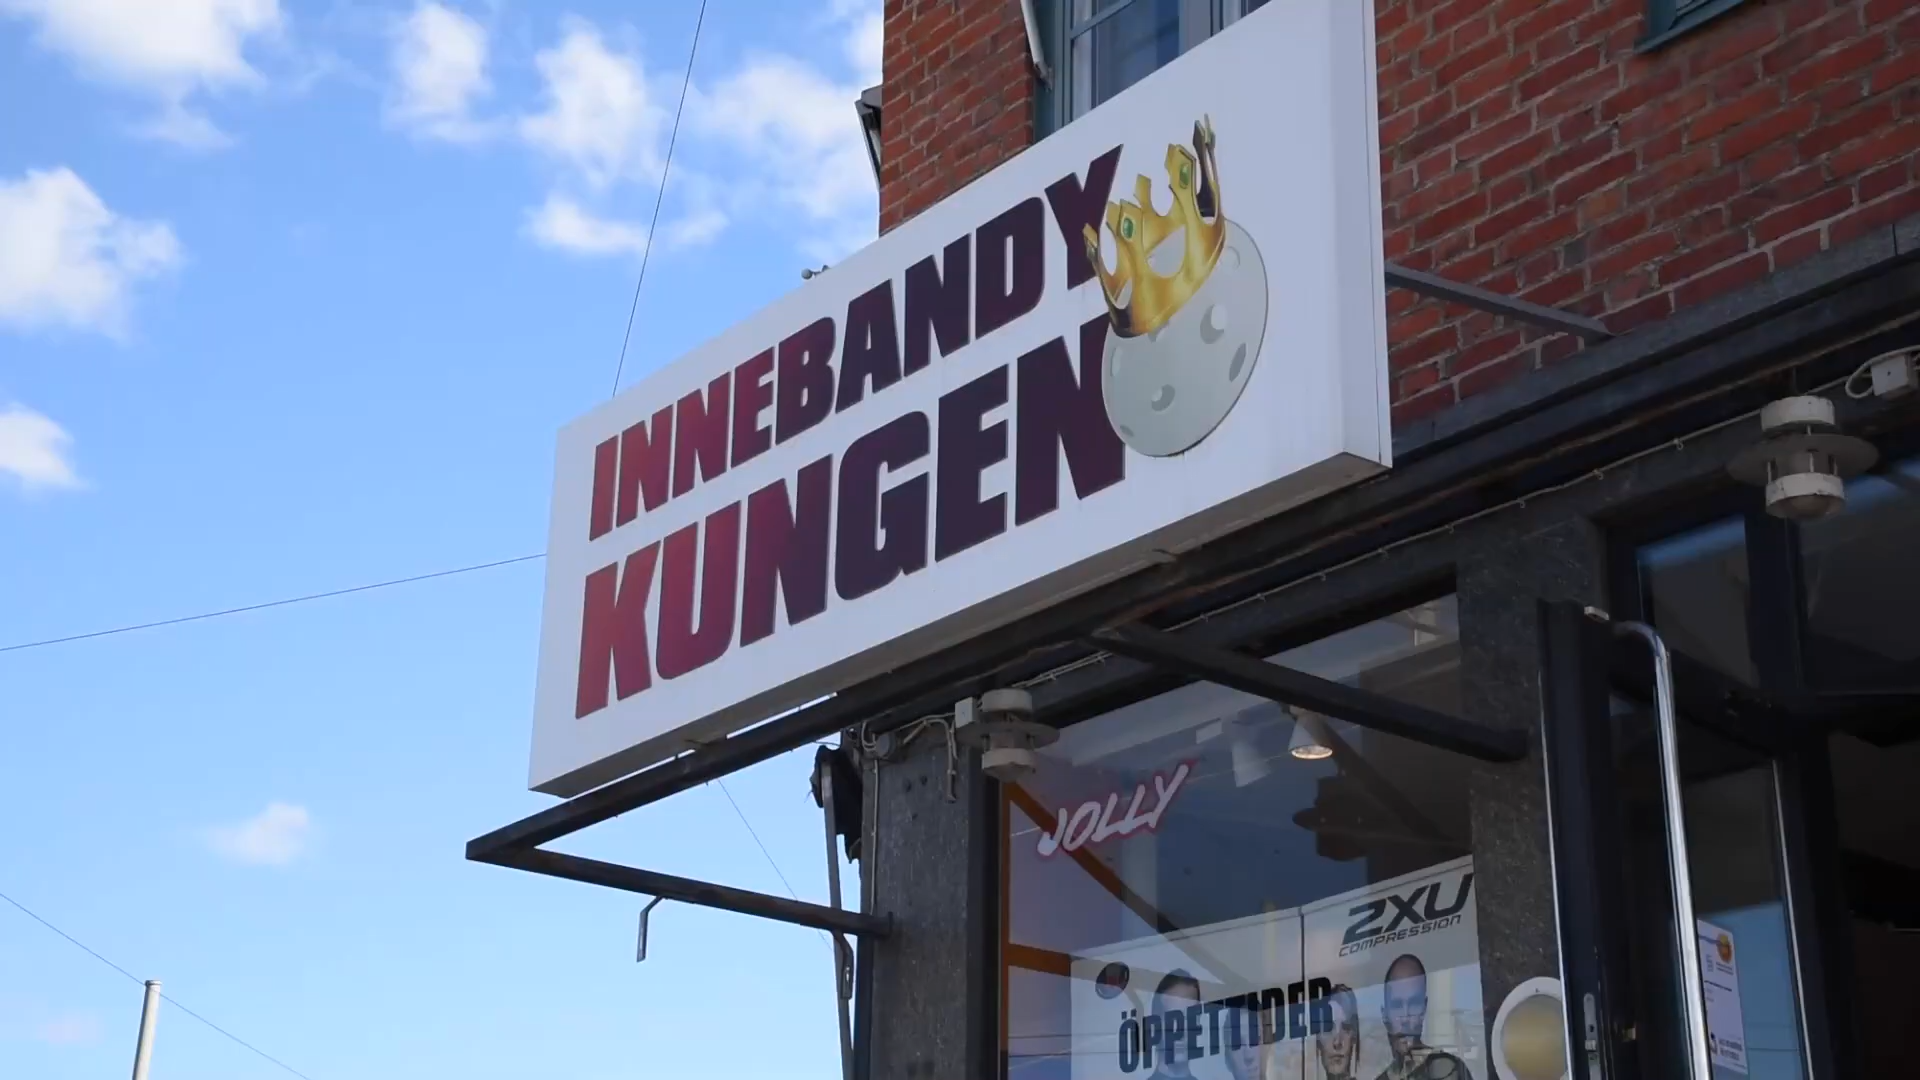 INNEBANDY
KUNGEN
JOLLY
2XU
COMPRESSION
ÖPPETTIDER